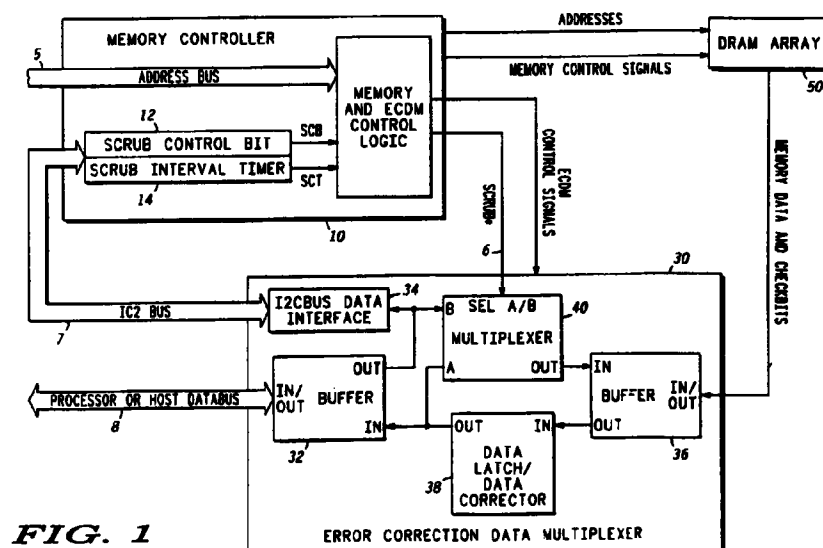 MEMORY CONTROLLER
5
ADDRESS BUS
MEMORY
AND ECDM
CONTROL
LOGIC
12
SCRUB CONTROL BIT
SCB
SCRUB INTERVAL TIMER
SCT
14
10
ADDRESSES
MEMORY CONTROL SIGNALS
DRAM ARRAY
50
MEMORY DATA AND CHECKBITS
SCRUB*
6
ECDM
CONTROL SIGNALS
30
IC2 BUS
7
I2CBUS DATA
INTERFACE
34
B SEL A/B
MULTIPLEXER
A OUT
40
OUT
IN/
OUT
BUFFER
IN
32
PROCESSOR OR HOST DATABUS
8
IN
BUFFER
IN/
OUT
OUT
36
OUT IN
DATA
LATCH/
DATA
CORRECTOR
38
FIG. 1
ERROR CORRECTION DATA MULTIPLEXER